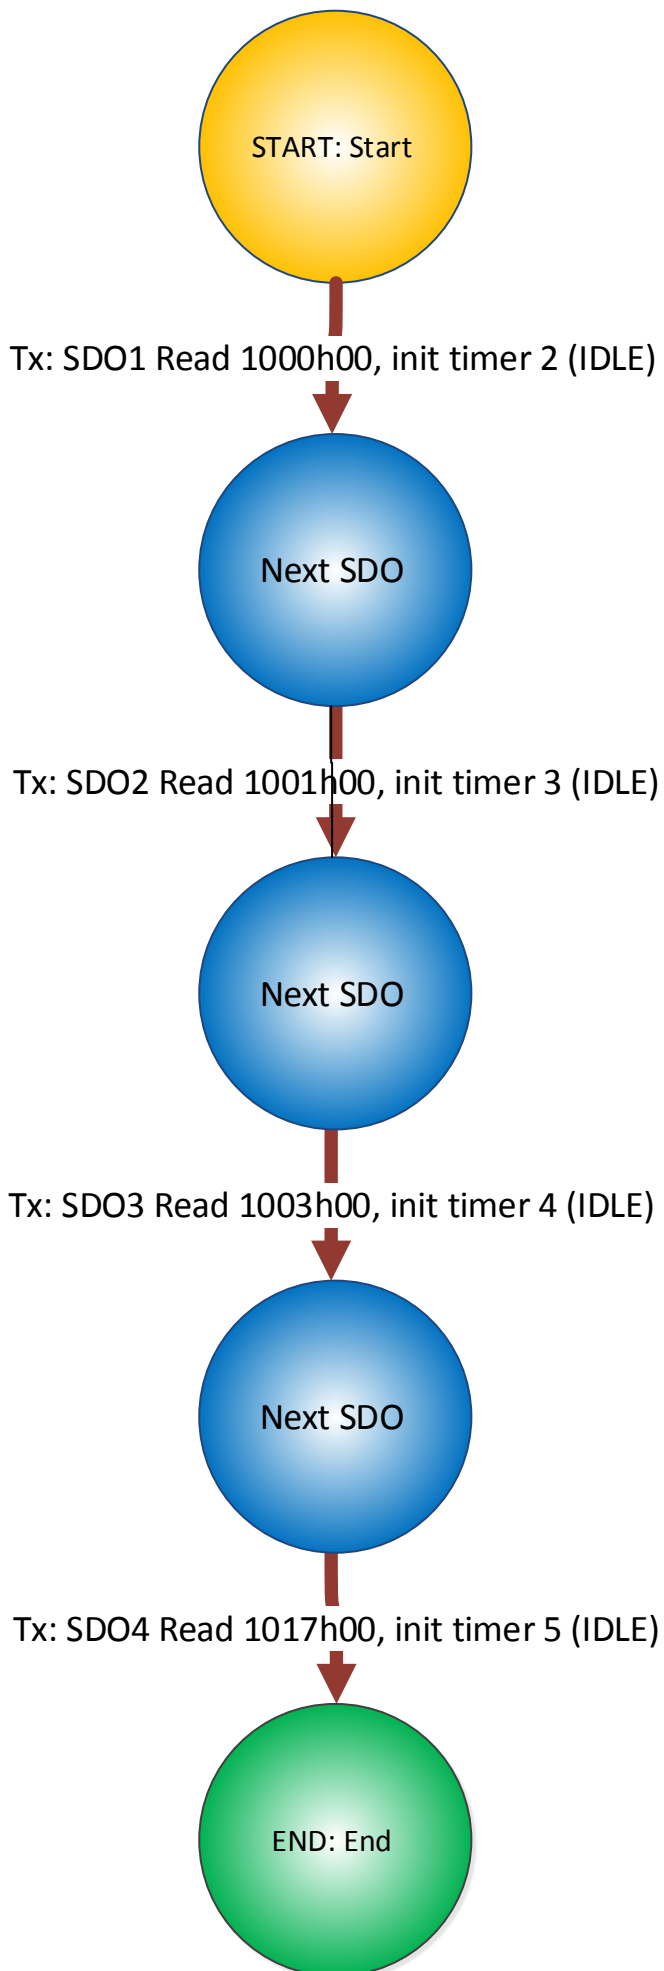 START: Start
Tx: SDO1 Read 1000h00, init timer 2 (IDLE)
Next SDO
Tx: SDO2 Read 1001h00, init timer 3 (IDLE)
Next SDO
Tx: SDO3 Read 1003h00, init timer 4 (IDLE)
Next SDO
Tx: SDO4 Read 1017h00, init timer 5 (IDLE)
END: End